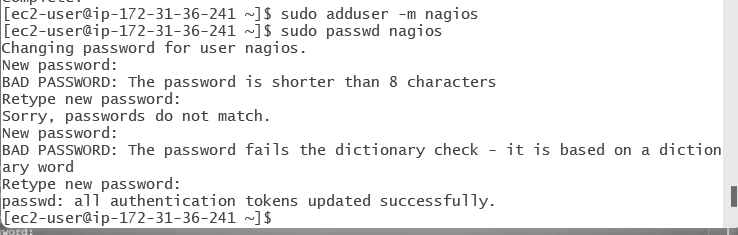 [ec2-user@ip-172-31-36-241 ~]$ sudo adduser -m nagios
[ec2-user@ip-172-31-36-241 ~]$ sudo passwd nagios
Changing password for user nagios.
New password:
BAD PASSWORD: The password is shorter than 8 characters
Retype new password:
Sorry, passwords do not match.
New password:
BAD PASSWORD: The password fails the dictionary check - it is based on a diction
ary word
Retype new password:
passwd: all authentication tokens updated successfully.
[ec2-user@ip-172-31-36-241 ~]$